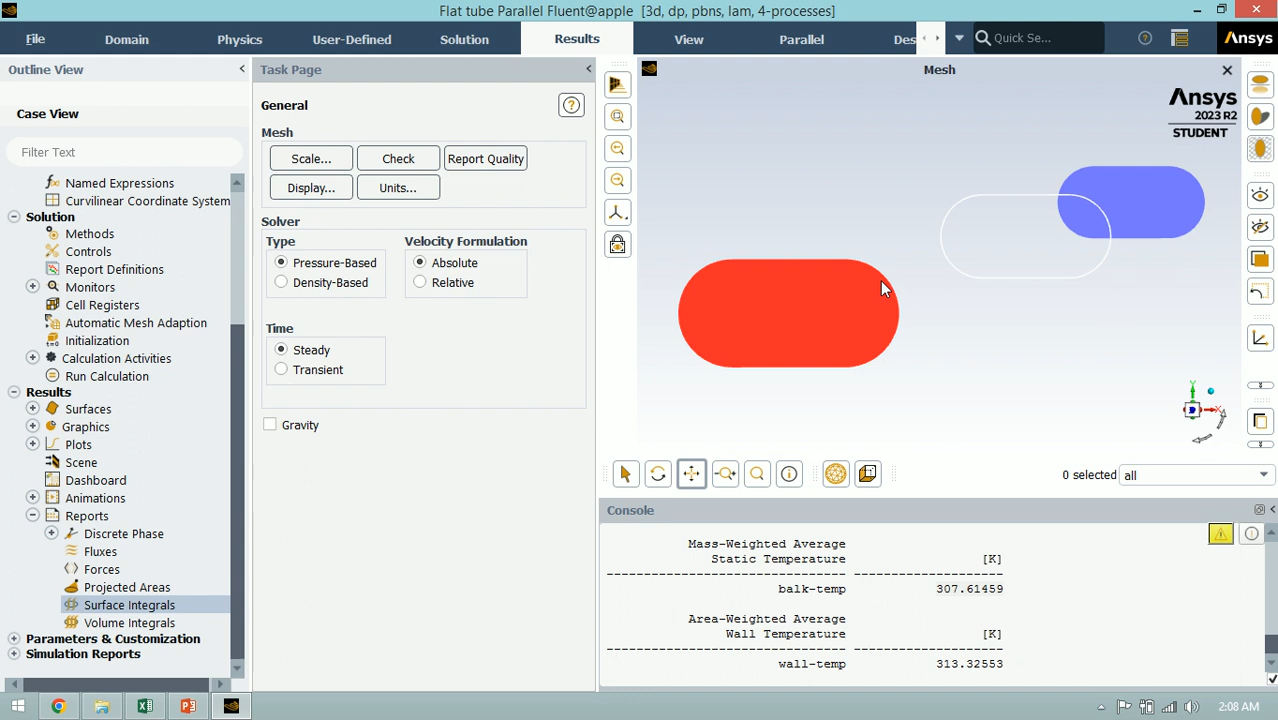 Flat tube Parallel Fluent@apple [3d, dp, pbns, lam, 4-processes]
File Domain Physics User-Defined Solution Results View Parallel Des Quick Se... Ansys
Outline View
Task Page
Mesh
Case View
General
Filter Text
Mesh
Scale... Check Report Quality
Display... Units...
Ansys
2023 R2
STUDENT
Named Expressions
Curvilinear Coordinate System
Solution
Methods
Controls
Report Definitions
Monitors
Cell Registers
Automatic Mesh Adaption
Initialization
Calculation Activities
Run Calculation
Results
Surfaces
Graphics
Plots
Scene
Dashboard
Animations
Reports
Discrete Phase
Fluxes
Forces
Projected Areas
Surface Integrals
Volume Integrals
Parameters & Customization
Simulation Reports
Solver
Type
Velocity Formulation
Pressure-Based
Absolute
Density-Based
Relative
Time
Steady
Transient
Gravity
Y
X
0 selected all
Console
Mass-Weighted Average
Static Temperature [K]
-------------------------------- --------------------
balk-temp 307.61459
Area-Weighted Average
Wall Temperature [K]
-------------------------------- --------------------
wall-temp 313.32553
2:08 AM